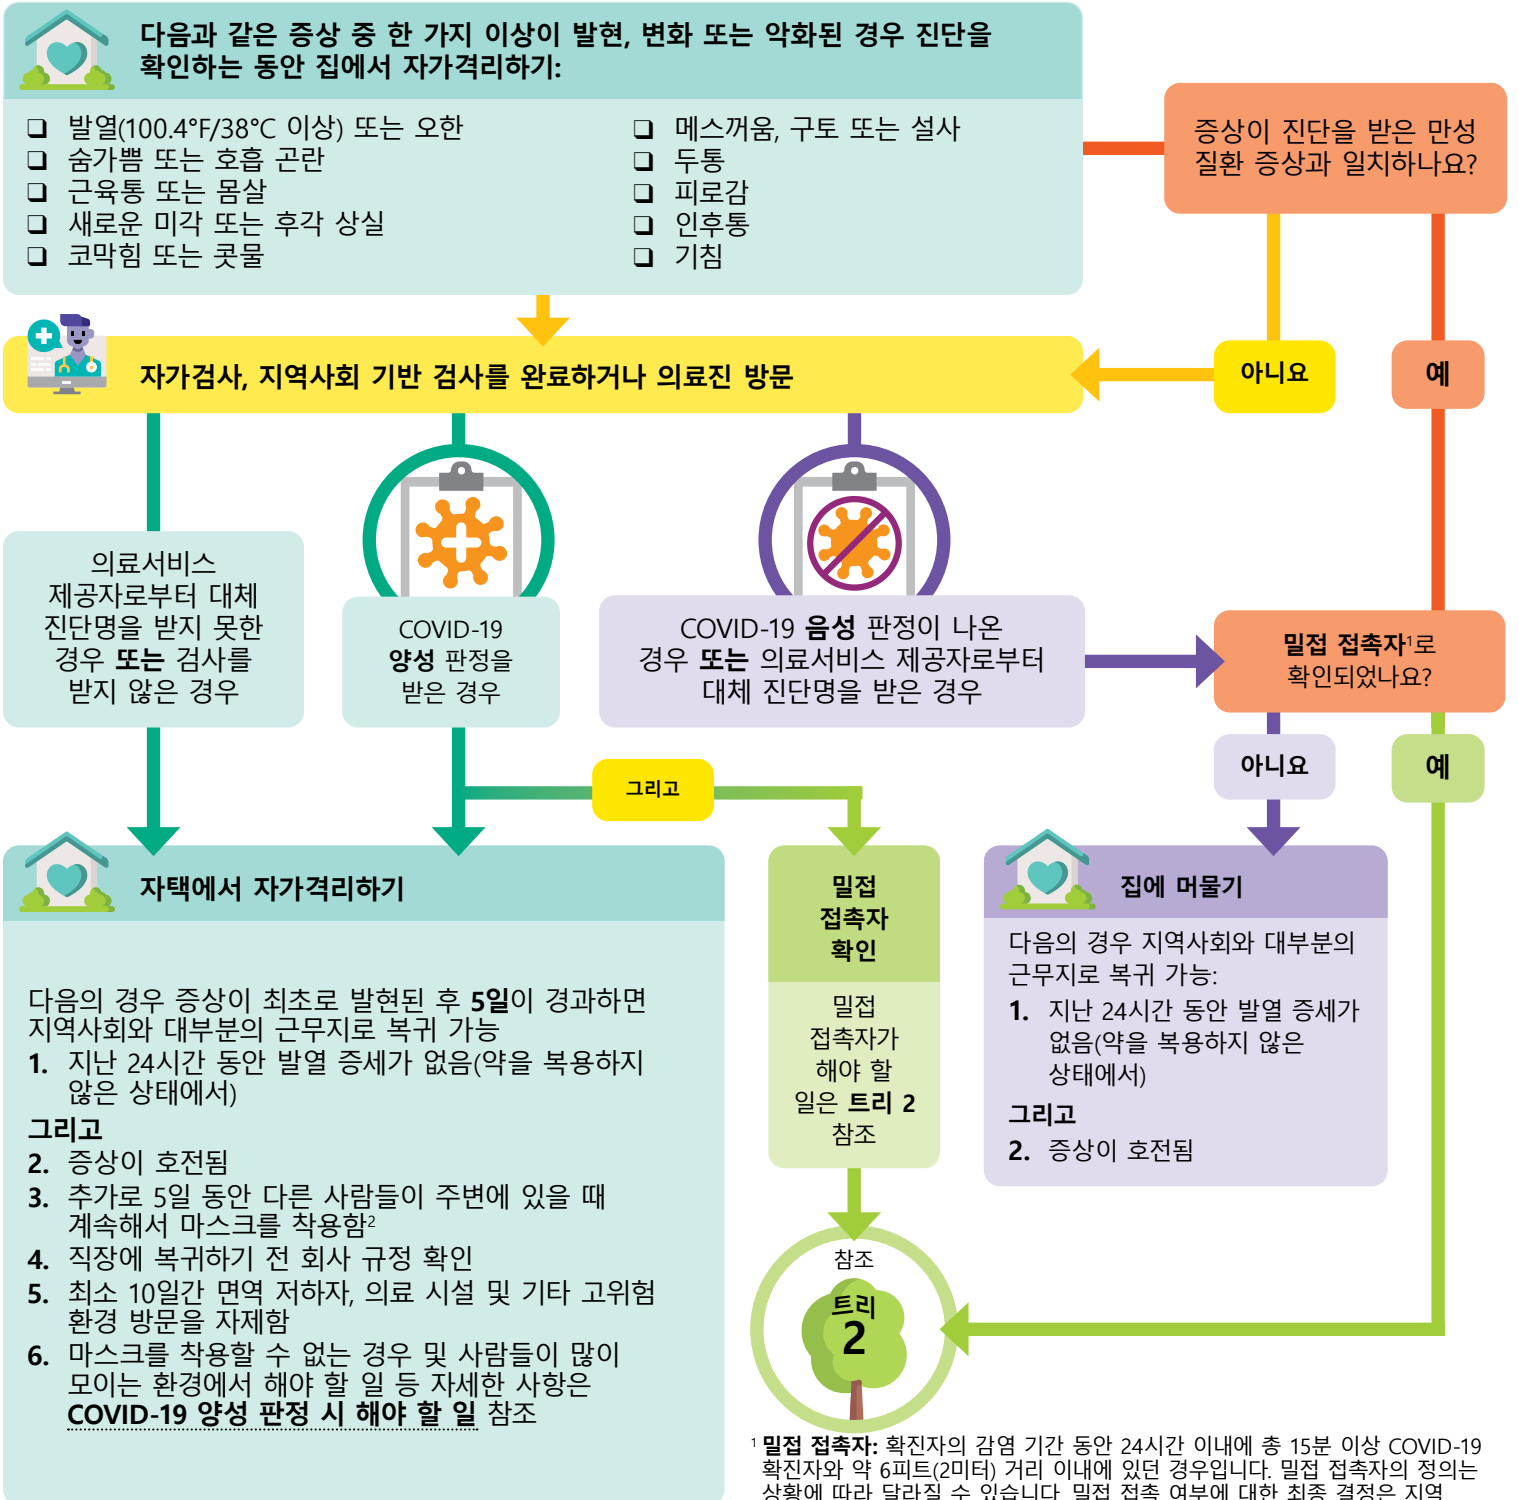 다음과 같은 증상 중 한 가지 이상이 발현, 변화 또는 악화된 경우 진단을
확인하는 동안 집에서 자가격리하기:
❏ 발열(100.4°F/38°C 이상) 또는 오한
❏ 숨가쁨 또는 호흡 곤란
❏ 근육통 또는 몸살
❏ 새로운 미각 또는 후각 상실
❏ 코막힘 또는 콧물
❏ 메스꺼움, 구토 또는 설사
❏ 두통
❏ 피로감
❏ 인후통
❏ 기침
증상이 진단을 받은 만성
질환 증상과 일치하나요?
아니요
예
자가검사, 지역사회 기반 검사를 완료하거나 의료진 방문
의료서비스
제공자로부터 대체
진단명을 받지 못한
경우 또는 검사를
받지 않은 경우
COVID-19
양성 판정을
받은 경우
COVID-19 음성 판정이 나온
경우 또는 의료서비스 제공자로부터
대체 진단명을 받은 경우
밀접 접촉자¹로
확인되었나요?
아니요
예
그리고
자택에서 자가격리하기
다음의 경우 증상이 최초로 발현된 후 5일이 경과하면
지역사회와 대부분의 근무지로 복귀 가능
1. 지난 24시간 동안 발열 증세가 없음(약을 복용하지
않은 상태에서)
그리고
2. 증상이 호전됨
3. 추가로 5일 동안 다른 사람들이 주변에 있을 때
계속해서 마스크를 착용함²
4. 직장에 복귀하기 전 회사 규정 확인
5. 최소 10일간 면역 저하자, 의료 시설 및 기타 고위험
환경 방문을 자제함
6. 마스크를 착용할 수 없는 경우 및 사람들이 많이
모이는 환경에서 해야 할 일 등 자세한 사항은
COVID-19 양성 판정 시 해야 할 일 참조
밀접
접촉자
확인
밀접
접촉자가
해야 할
일은 트리 2
참조
집에 머물기
다음의 경우 지역사회와 대부분의
근무지로 복귀 가능:
1. 지난 24시간 동안 발열 증세가
없음(약을 복용하지 않은
상태에서)
그리고
2. 증상이 호전됨
참조
트리
2
¹ 밀접 접촉자: 확진자의 감염 기간 동안 24시간 이내에 총 15분 이상 COVID-19
확진자와 약 6피트(2미터) 거리 이내에 있던 경우입니다. 밀접 접촉자의 정의는
상황에 따라 달라질 수 있습니다. 밀접 접촉 여부에 대한 최종 결정은 지역